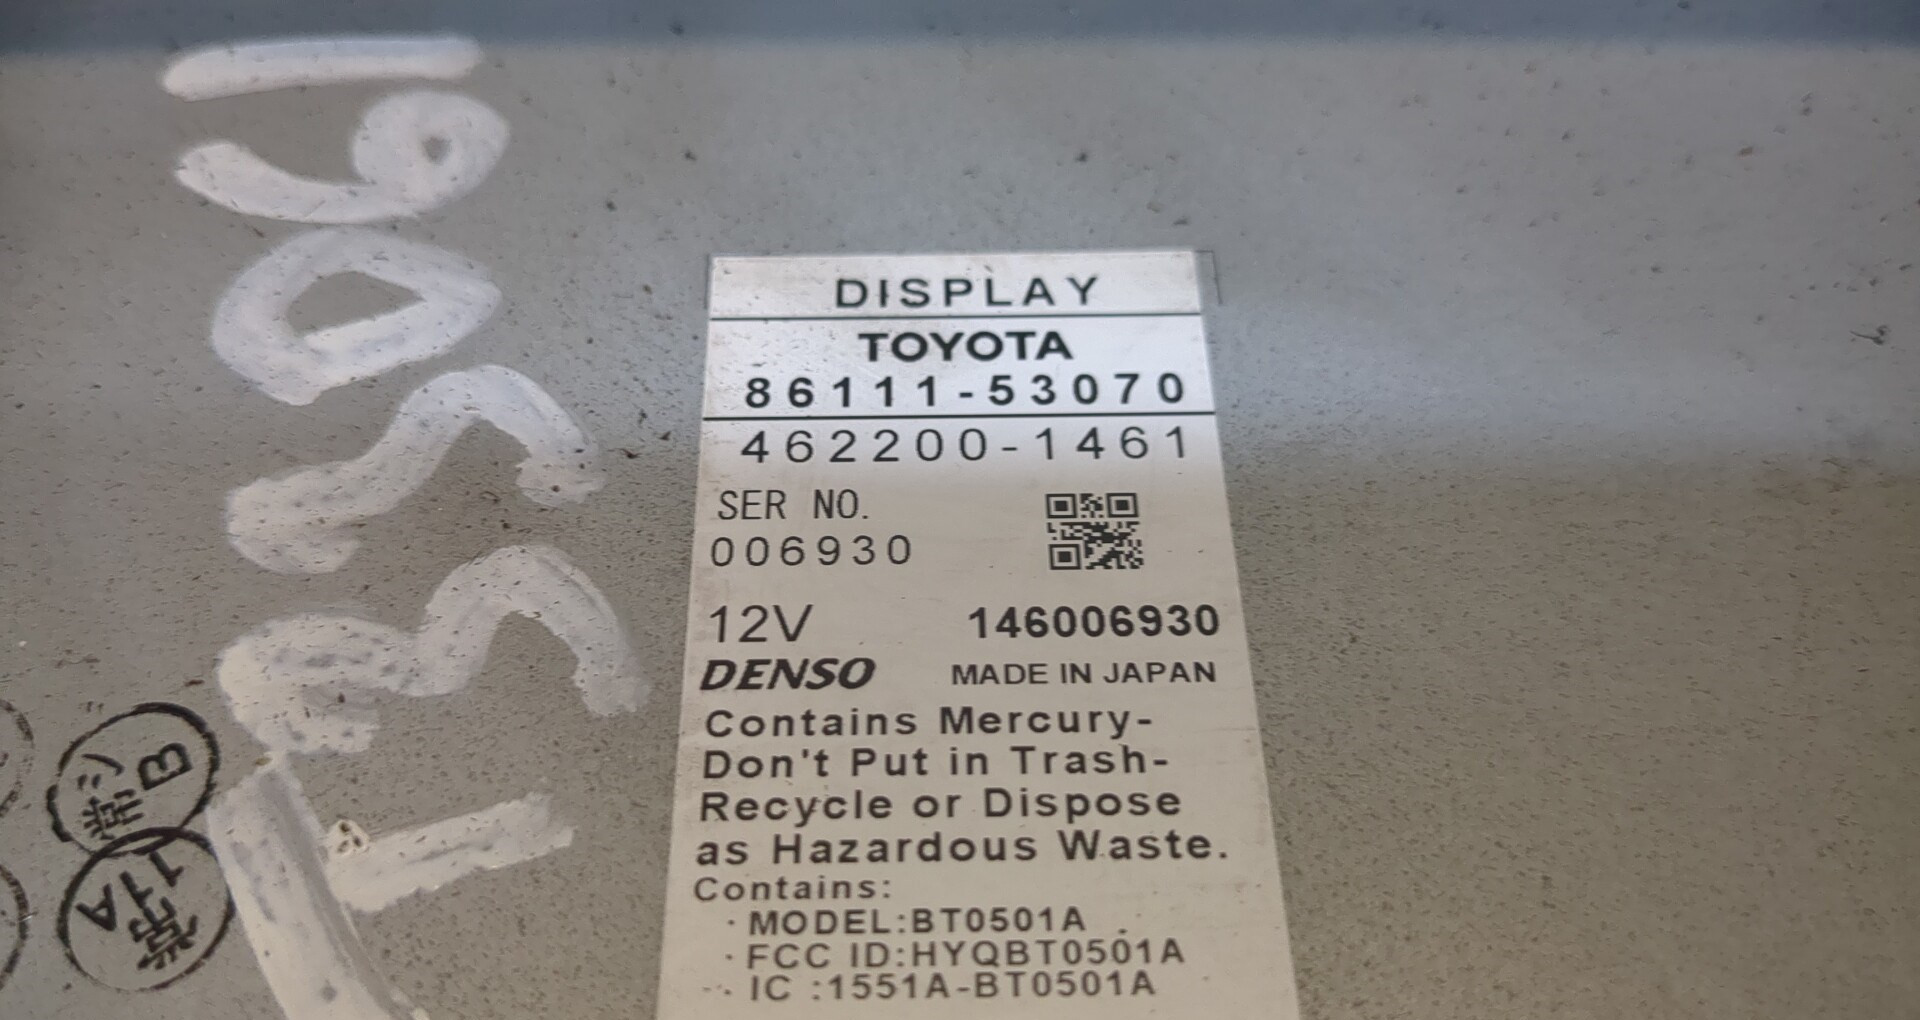 DISPLAY
TOYOTA
86111-53070
462200-1461
SER NO.
006930
12V 146006930
DENSO MADE IN JAPAN
Contains Mercury-
Don't Put in Trash-
Recycle or Dispose
as Hazardous Waste.
Contains:
· MODEL:BT0501A
· FCC ID:HYQBT0501A
· IC :1551A-BT0501A
B
1A